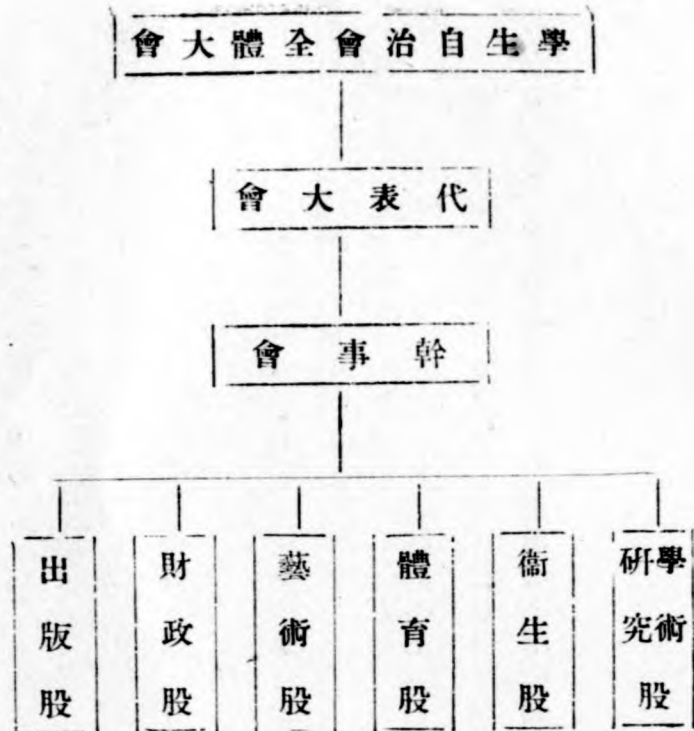 學生自治會全體大會
代表大會
幹事會
學術研究股
衞生股
體育股
藝術股
財政股
出版股